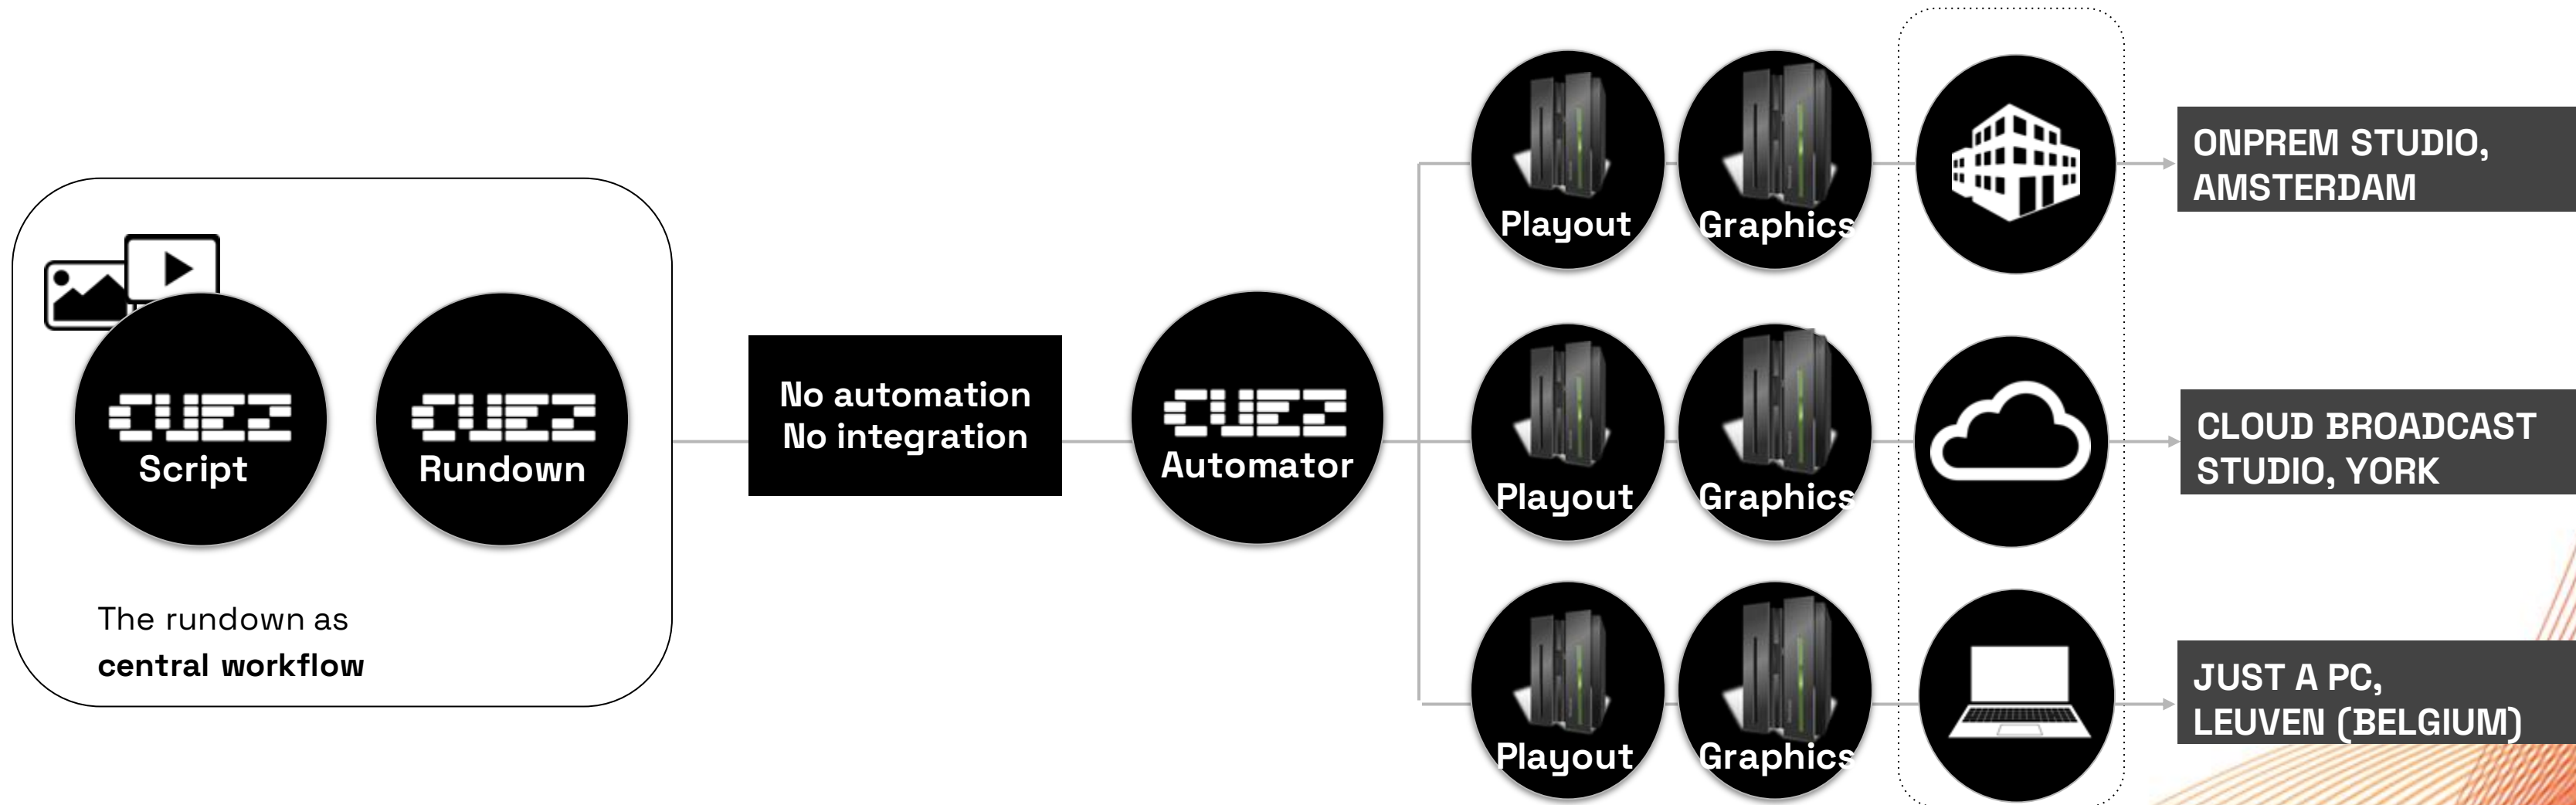 CUEZ
Script
CUEZ
Rundown
The rundown as
central workflow
No automation
No integration
CUEZ
Automator
Playout
Graphics
ONPREM STUDIO,
AMSTERDAM
Playout
Graphics
CLOUD BROADCAST
STUDIO, YORK
Playout
Graphics
JUST A PC,
LEUVEN (BELGIUM)